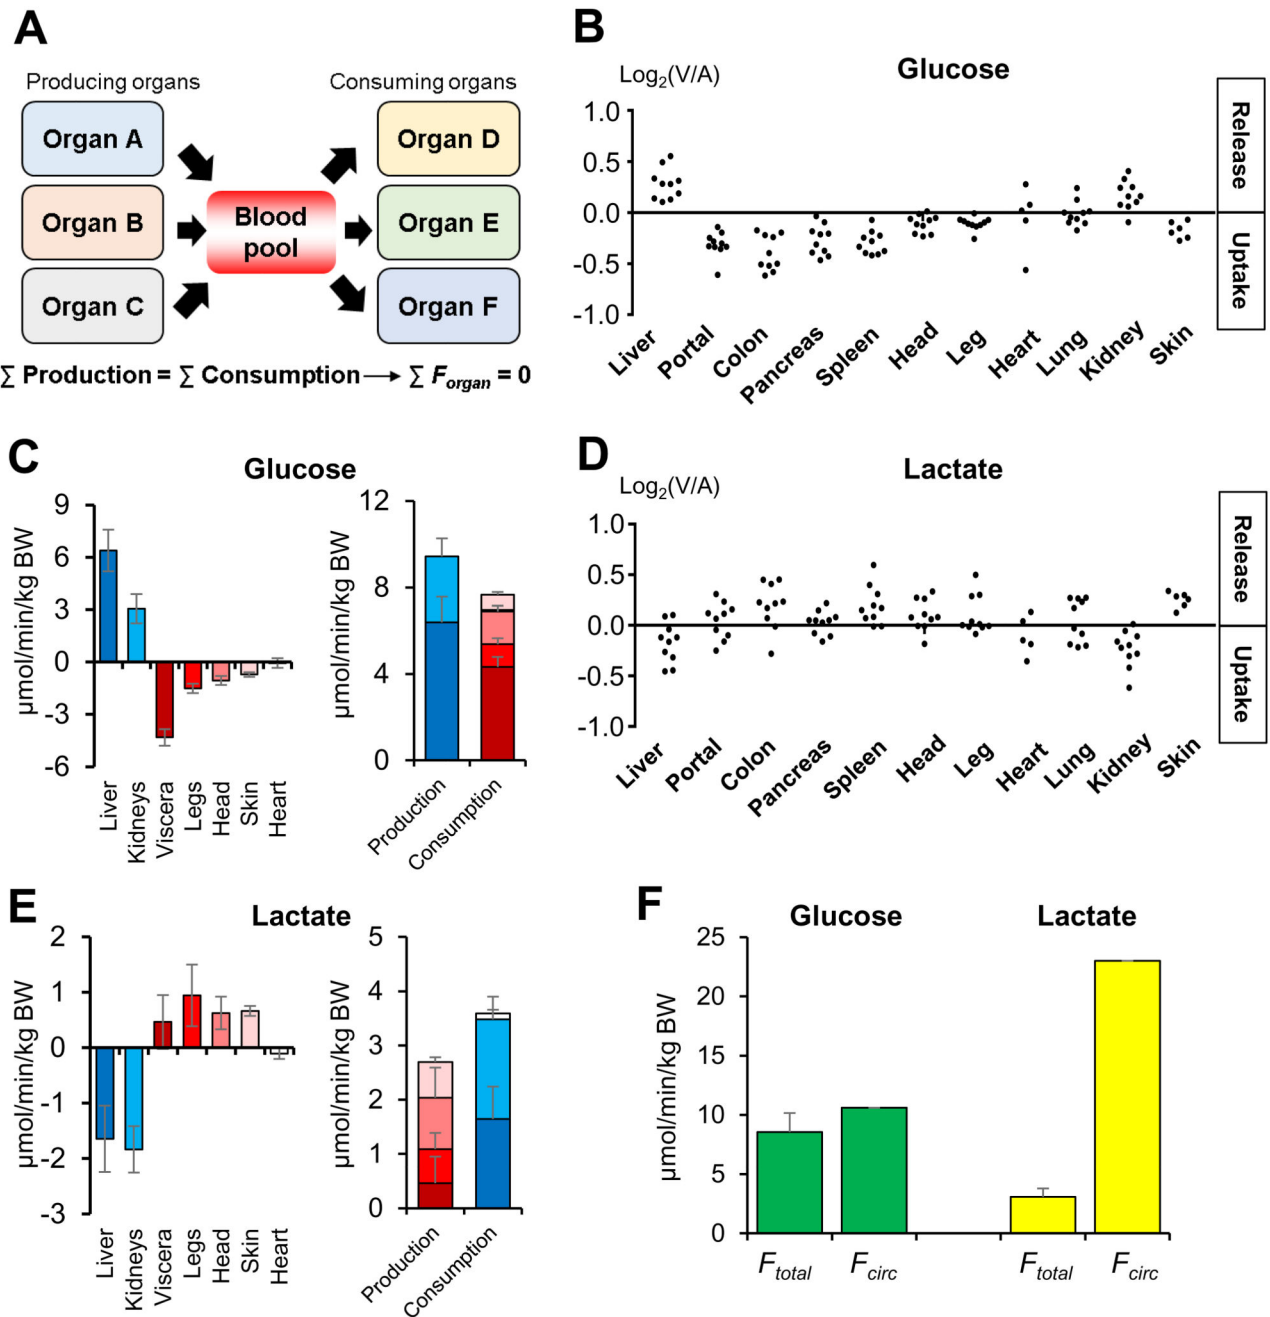 A
Producing organs
Consuming organs
Organ A
Organ B
Organ C
Blood
pool
Organ D
Organ E
Organ F
∑ Production = ∑ Consumption → ∑ Forgan = 0
B
Log2(V/A)
Glucose
1.0
0.5
0.0
-0.5
-1.0
Release
Uptake
Liver
Portal
Colon
Pancreas
Spleen
Head
Leg
Heart
Lung
Kidney
Skin
C
Glucose
µmol/min/kg BW
9
6
3
0
-3
-6
Liver
Kidneys
Viscera
Legs
Head
Skin
Heart
µmol/min/kg BW
12
8
4
0
Production
Consumption
D
Log2(V/A)
Lactate
1.0
0.5
0.0
-0.5
-1.0
Release
Uptake
Liver
Portal
Colon
Pancreas
Spleen
Head
Leg
Heart
Lung
Kidney
Skin
E
Lactate
µmol/min/kg BW
2
1
0
-1
-2
-3
Liver
Kidneys
Viscera
Legs
Head
Skin
Heart
µmol/min/kg BW
5
4
3
2
1
0
Production
Consumption
F
Glucose
Lactate
µmol/min/kg BW
25
20
15
10
5
0
Ftotal
Fcirc
Ftotal
Fcirc